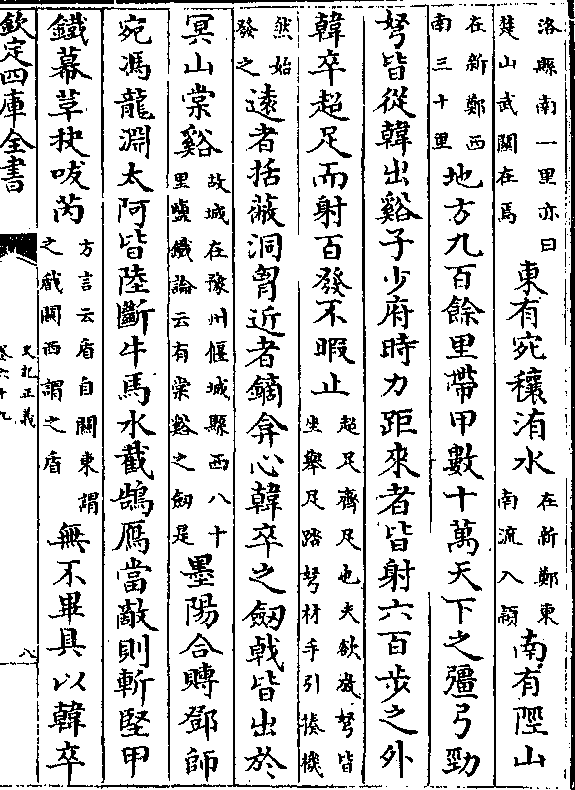 洛縣南一里亦曰楚山武關在焉東有宛穰洧水在新鄭東南流入潁南有陘山
在新鄭西南三十里地方九百餘里帶甲數十萬天下之彊弓勁
弩皆從韓出谿子少府時力距來者皆射六百步之外
韓卒超足而射百發不暇止超足齊足也夫欲放弩皆坐舉足踏弩材手引揍機
然始發之遠者括蔽洞胷近者鏑弇心韓卒之劒戟皆出於
冥山棠谿故城在豫州偃城縣西八十里鹽鐵論云有棠谿之劒是墨陽合賻鄧師
宛馮龍淵太阿皆陸斷牛馬水截鵠鴈當敵則斬堅甲
鐵幕革抉㕹芮方言云盾自關東謂之瞂關西謂之盾無不畢具以韓卒
欽定四庫全書
史記正義
卷六十九
八